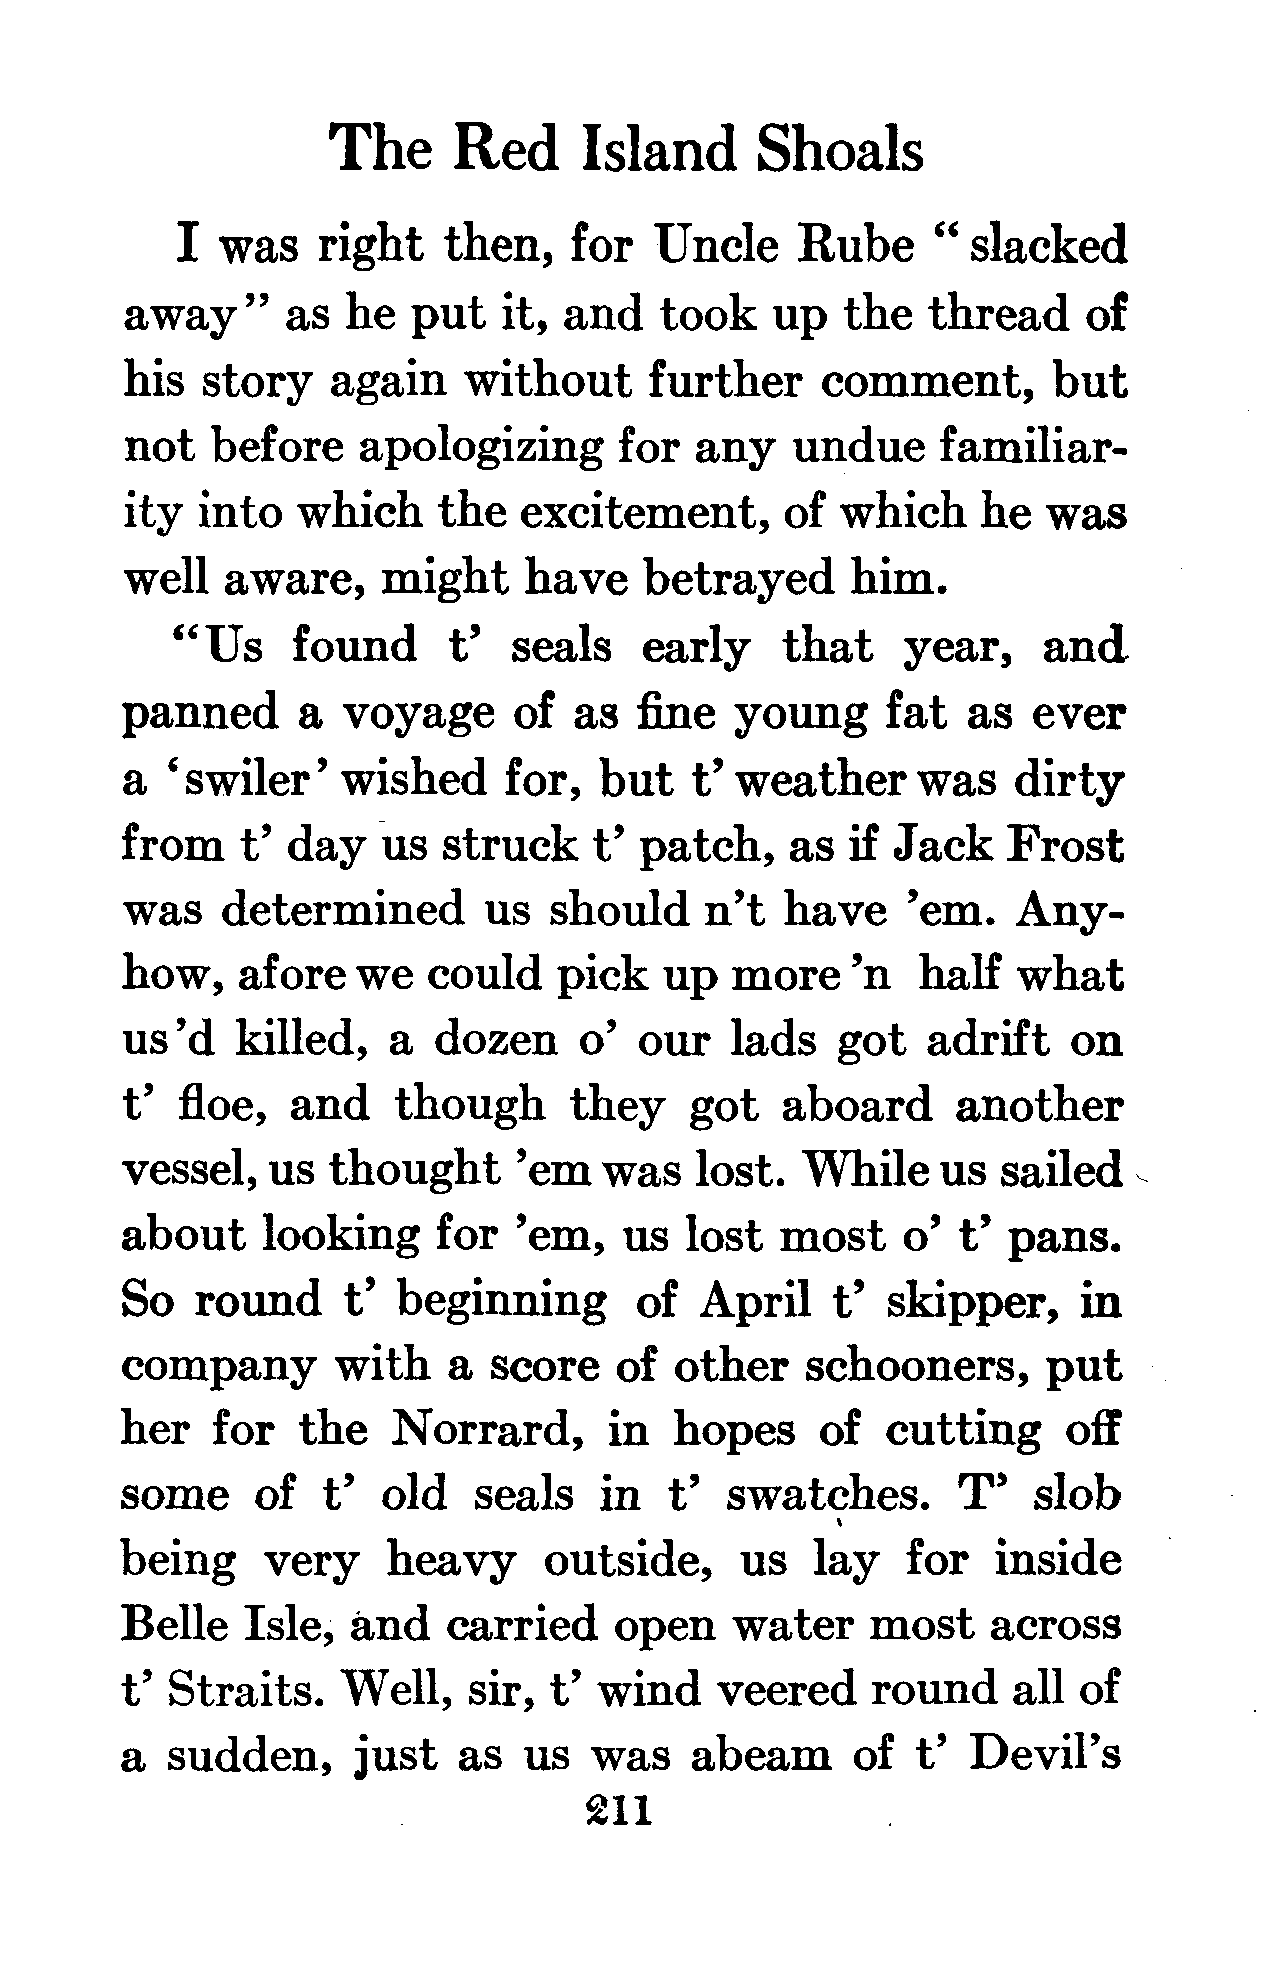 The Red Island Shoals
I was right then, for Uncle Rube “slacked
away” as he put it, and took up the thread of
his story again without further comment, but
not before apologizing for any undue familiar-
ity into which the excitement, of which he was
well aware, might have betrayed him.
“Us found t’ seals early that year, and
panned a voyage of as fine young fat as ever
a ‘swiler’ wished for, but t’ weather was dirty
from t’ day us struck t’ patch, as if Jack Frost
was determined us should n’t have ’em. Any-
how, afore we could pick up more ’n half what
us ’d killed, a dozen o’ our lads got adrift on
t’ floe, and though they got aboard another
vessel, us thought ’em was lost. While us sailed
about looking for ’em, us lost most o’ t’ pans.
So round t’ beginning of April t’ skipper, in
company with a score of other schooners, put
her for the Norrard, in hopes of cutting off
some of t’ old seals in t’ swatches. T’ slob
being very heavy outside, us lay for inside
Belle Isle, and carried open water most across
t’ Straits. Well, sir, t’ wind veered round all of
a sudden, just as us was abeam of t’ Devil’s
211